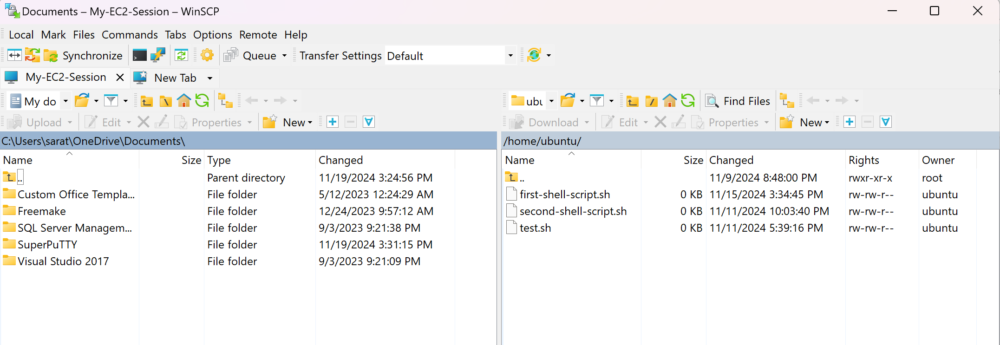 Documents – My-EC2-Session – WinSCP
Local Mark Files Commands Tabs Options Remote Help
Synchronize Queue Transfer Settings Default
My-EC2-Session New Tab
My do
Upload Edit Properties New
C:\Users\sarat\OneDrive\Documents\
Name Size Type Changed
.. Parent directory 11/19/2024 3:24:56 PM
Custom Office Templa... File folder 5/12/2023 12:24:29 AM
Freemake File folder 12/24/2023 9:57:12 AM
SQL Server Managem... File folder 9/3/2023 9:21:38 PM
SuperPuTTY File folder 11/19/2024 3:31:15 PM
Visual Studio 2017 File folder 9/3/2023 9:21:09 PM
ubu Find Files
Download Edit Properties New
/home/ubuntu/
Name Size Changed Rights Owner
.. 11/9/2024 8:48:00 PM rwxr-xr-x root
first-shell-script.sh 0 KB 11/15/2024 3:34:45 PM rw-rw-r-- ubuntu
second-shell-script.sh 0 KB 11/11/2024 10:03:40 PM rw-rw-r-- ubuntu
test.sh 0 KB 11/11/2024 5:39:16 PM rw-rw-r-- ubuntu